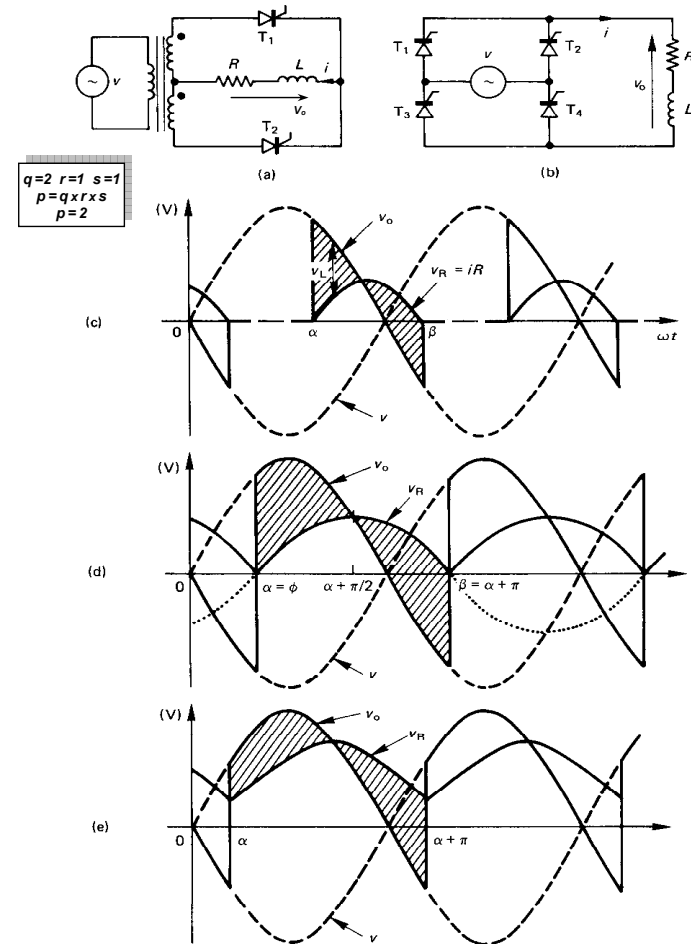 T1
v
R
L
i
vo
T2
(a)
T1
T2
v
T3
T4
i
R
vo
L
(b)
q=2 r=1 s=1
p=q x r x s
p=2
(V)
vo
vL
vR = iR
0
α
β
ωt
v
(c)
(V)
vo
vR
0
α = ϕ
α + π/2
β = α + π
v
(d)
(V)
vo
vR
0
α
α + π
v
(e)